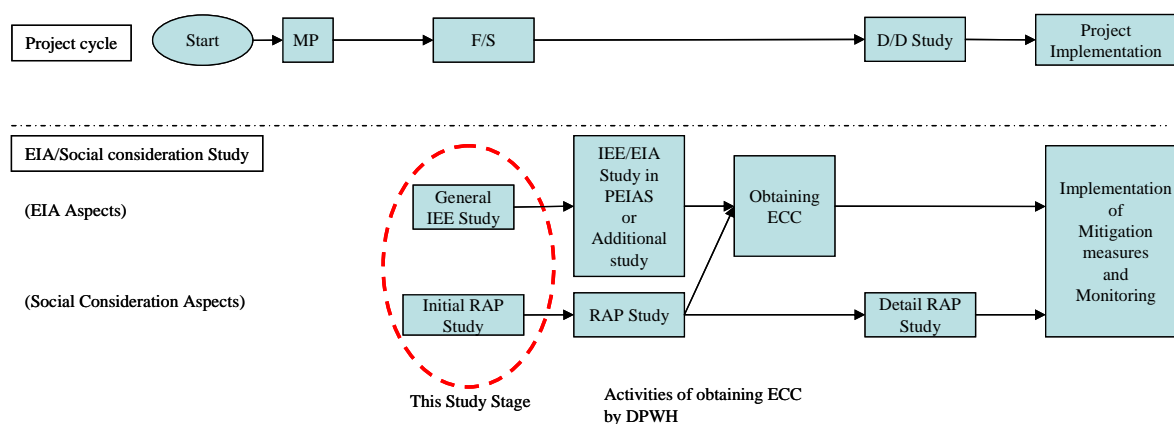 Project cycle
Start
MP
F/S
D/D Study
Project
Implementation
EIA/Social consideration Study
(EIA Aspects)
General
IEE Study
IEE/EIA
Study in
PEIAS
or
Additional
study
Obtaining
ECC
Implementation
of
Mitigation
measures
and
Monitoring
(Social Consideration Aspects)
Initial RAP
Study
RAP Study
Detail RAP
Study
This Study Stage
Activities of obtaining ECC
by DPWH